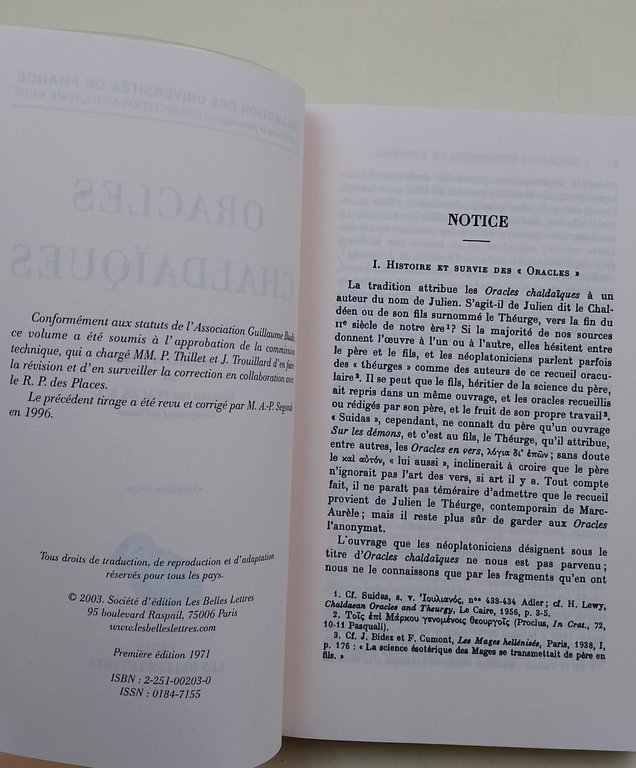 Conformément aux statuts de l'Association Guillaume Budé,
ce volume a été soumis à l'approbation de la commission
technique, qui a chargé MM. P. Thillet et J. Trouillard d'en faire
la révision et d'en surveiller la correction en collaboration avec
le R. P. des Places.
Le précédent tirage a été revu et corrigé par M. A.-P. Segonds
en 1996.
Tous droits de traduction, de reproduction et d'adaptation
réservés pour tous les pays.
© 2003. Société d'édition Les Belles Lettres
95 boulevard Raspail, 75006 Paris
www.lesbelleslettres.com
Première édition 1971
ISBN : 2-251-00203-0
ISSN : 0184-7155
NOTICE
I. Histoire et survie des « Oracles »
La tradition attribue les Oracles chaldaïques à un
auteur du nom de Julien. S'agit-il de Julien dit le Chal-
déen ou de son fils surnommé le Théurge, vers la fin du
IIe siècle de notre ère¹? Si la majorité de nos sources
donnent l'œuvre à l'un ou à l'autre, elles hésitent entre
le père et le fils, et les néoplatoniciens parlent parfois
des « théurges » comme auteurs de ce recueil oracu-
laire². Il se peut que le fils, héritier de la science du père,
ait repris dans un même ouvrage, et les oracles recueillis
ou rédigés par son père, et le fruit de son propre travail³.
« Suidas », cependant, ne connaît du père qu'un ouvrage
Sur les démons, et c'est au fils, le Théurge, qu'il attribue,
entre autres, les Oracles en vers, λόγια δι' ἐπῶν; sans doute
le καὶ αὐτόν, « lui aussi », inclinerait à croire que le père
n'ignorait pas l'art des vers, si art il y a. Tout compte
fait, il ne paraît pas téméraire d'admettre que le recueil
provient de Julien le Théurge, contemporain de Marc-
Aurèle; mais il reste plus sûr de garder aux Oracles
l'anonymat.
L'ouvrage que les néoplatoniciens désignent sous le
titre d'Oracles chaldaïques ne nous est pas parvenu;
nous ne le connaissons que par les fragments qu'en ont
1. Cf. Suidas, s. v. Ἰουλιανός, nos 433-434 Adler; cf. H. Lewy,
Chaldaean Oracles and Theurgy, Le Caire, 1956, p. 3-5.
2. Τοῖς ἐπὶ Μάρκου γενομένοις θεουργοῖς (Proclus, In Crat., 72,
10-11 Pasquali).
3. Cf. J. Bidez et F. Cumont, Les Mages hellénisés, Paris, 1938, I,
p. 176 : « La science ésotérique des Mages se transmettait de père en
fils. »